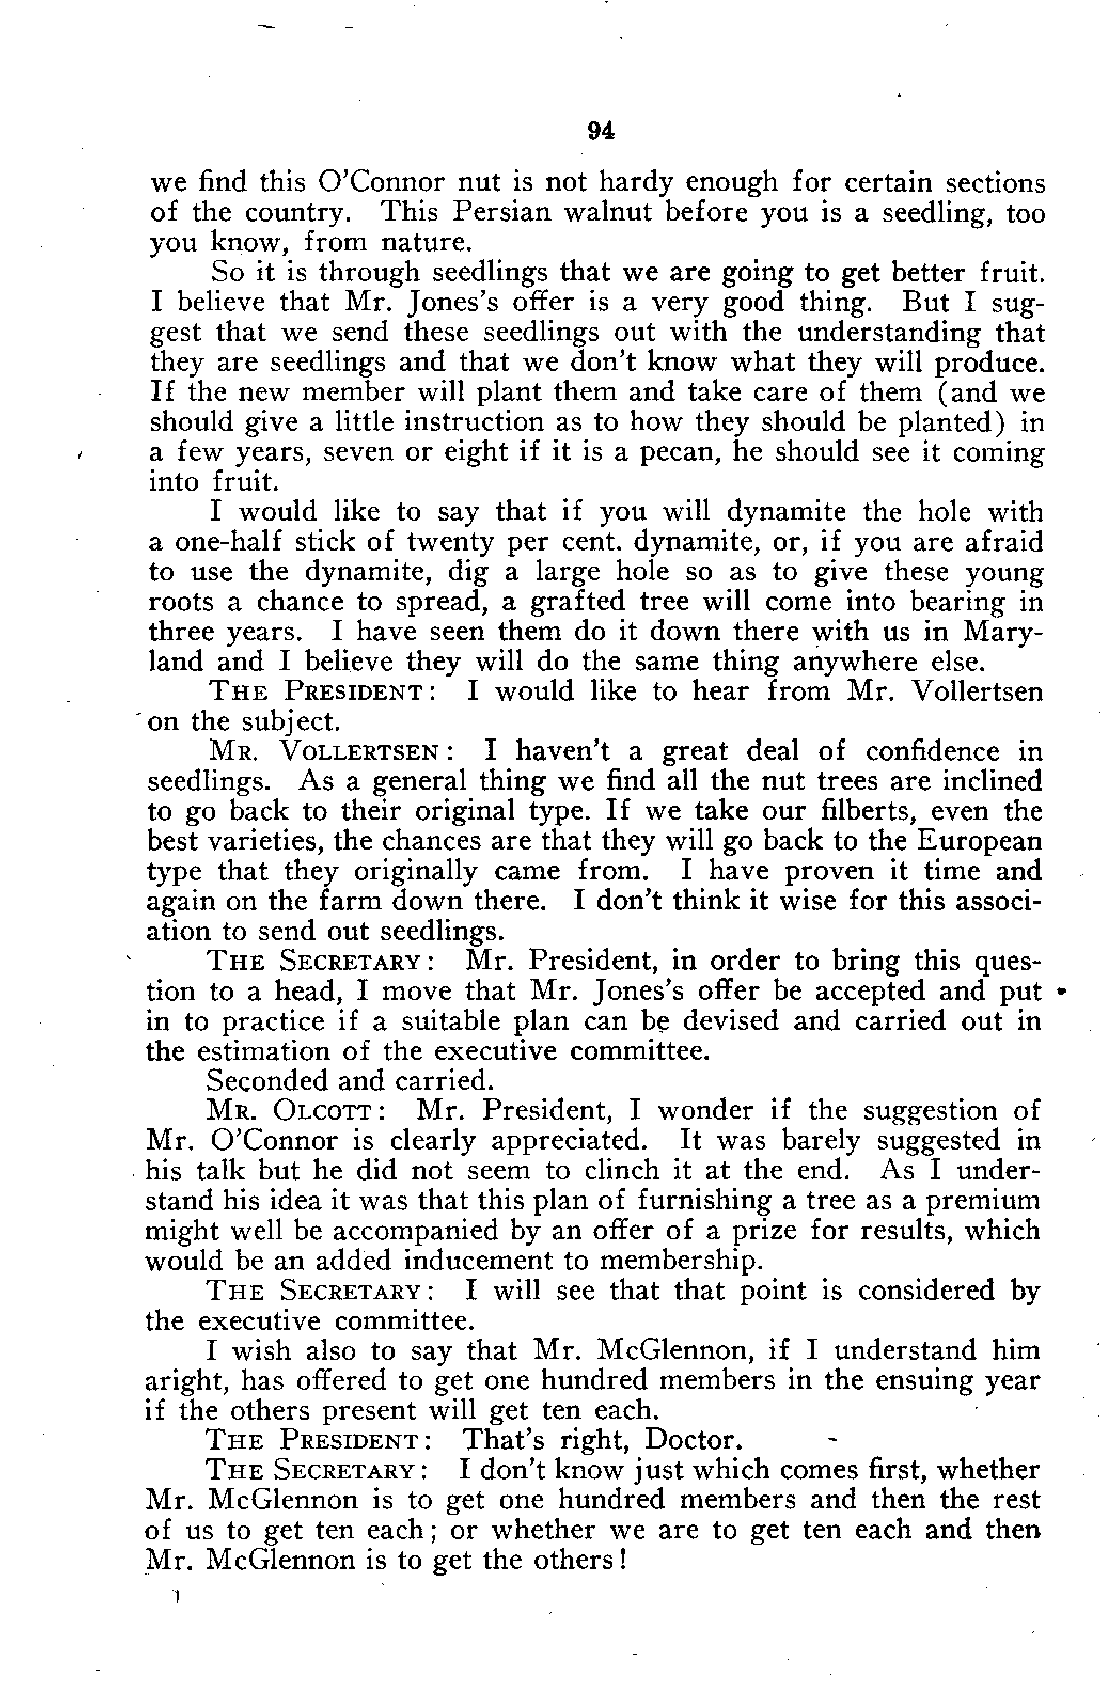 94
we find this O'Connor nut is not hardy enough for certain sections
of the country. This Persian walnut before you is a seedling, too
you know, from nature.
So it is through seedlings that we are going to get better fruit.
I believe that Mr. Jones's offer is a very good thing. But I sug-
gest that we send these seedlings out with the understanding that
they are seedlings and that we don't know what they will produce.
If the new member will plant them and take care of them (and we
should give a little instruction as to how they should be planted) in
a few years, seven or eight if it is a pecan, he should see it coming
into fruit.
I would like to say that if you will dynamite the hole with
a one-half stick of twenty per cent. dynamite, or, if you are afraid
to use the dynamite, dig a large hole so as to give these young
roots a chance to spread, a grafted tree will come into bearing in
three years. I have seen them do it down there with us in Mary-
land and I believe they will do the same thing anywhere else.
THE PRESIDENT: I would like to hear from Mr. Vollertsen
on the subject.
MR. VOLLERTSEN: I haven't a great deal of confidence in
seedlings. As a general thing we find all the nut trees are inclined
to go back to their original type. If we take our filberts, even the
best varieties, the chances are that they will go back to the European
type that they originally came from. I have proven it time and
again on the farm down there. I don't think it wise for this associ-
ation to send out seedlings.
THE SECRETARY: Mr. President, in order to bring this ques-
tion to a head, I move that Mr. Jones's offer be accepted and put
in to practice if a suitable plan can be devised and carried out in
the estimation of the executive committee.
Seconded and carried.
MR. OLCOTT: Mr. President, I wonder if the suggestion of
Mr. O'Connor is clearly appreciated. It was barely suggested in
his talk but he did not seem to clinch it at the end. As I under-
stand his idea it was that this plan of furnishing a tree as a premium
might well be accompanied by an offer of a prize for results, which
would be an added inducement to membership.
THE SECRETARY: I will see that that point is considered by
the executive committee.
I wish also to say that Mr. McGlennon, if I understand him
aright, has offered to get one hundred members in the ensuing year
if the others present will get ten each.
THE PRESIDENT: That's right, Doctor.
THE SECRETARY: I don't know just which comes first, whether
Mr. McGlennon is to get one hundred members and then the rest
of us to get ten each; or whether we are to get ten each and then
Mr. McGlennon is to get the others!